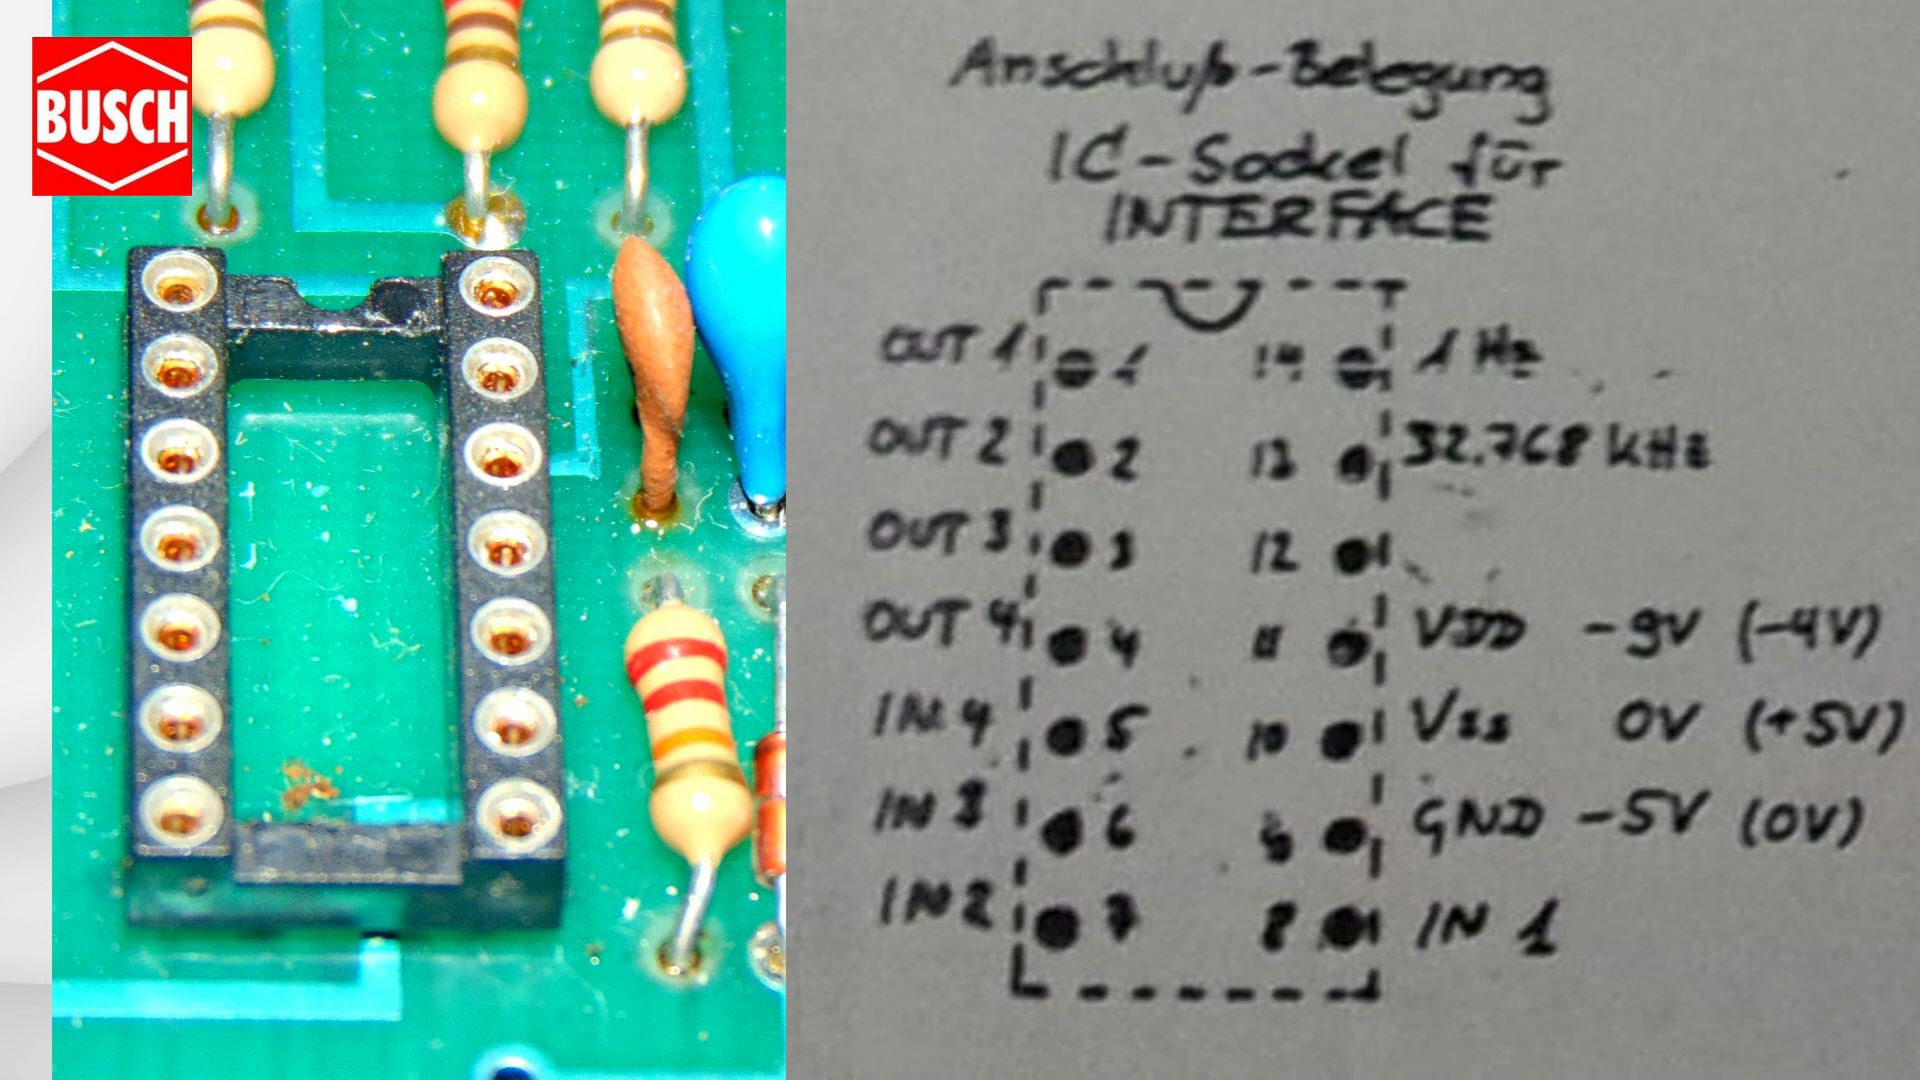 BUSCH
Anschluß-Belegung
IC-Sockel für
INTERFACE
OUT 1 1 14 1 Hz
OUT 2 2 13 32.768 kHz
OUT 3 3 12
OUT 4 4 11 VDD -9V (-4V)
IN 4 5 10 Vss 0V (+5V)
IN 3 6 9 GND -5V (0V)
IN 2 7 8 IN 1